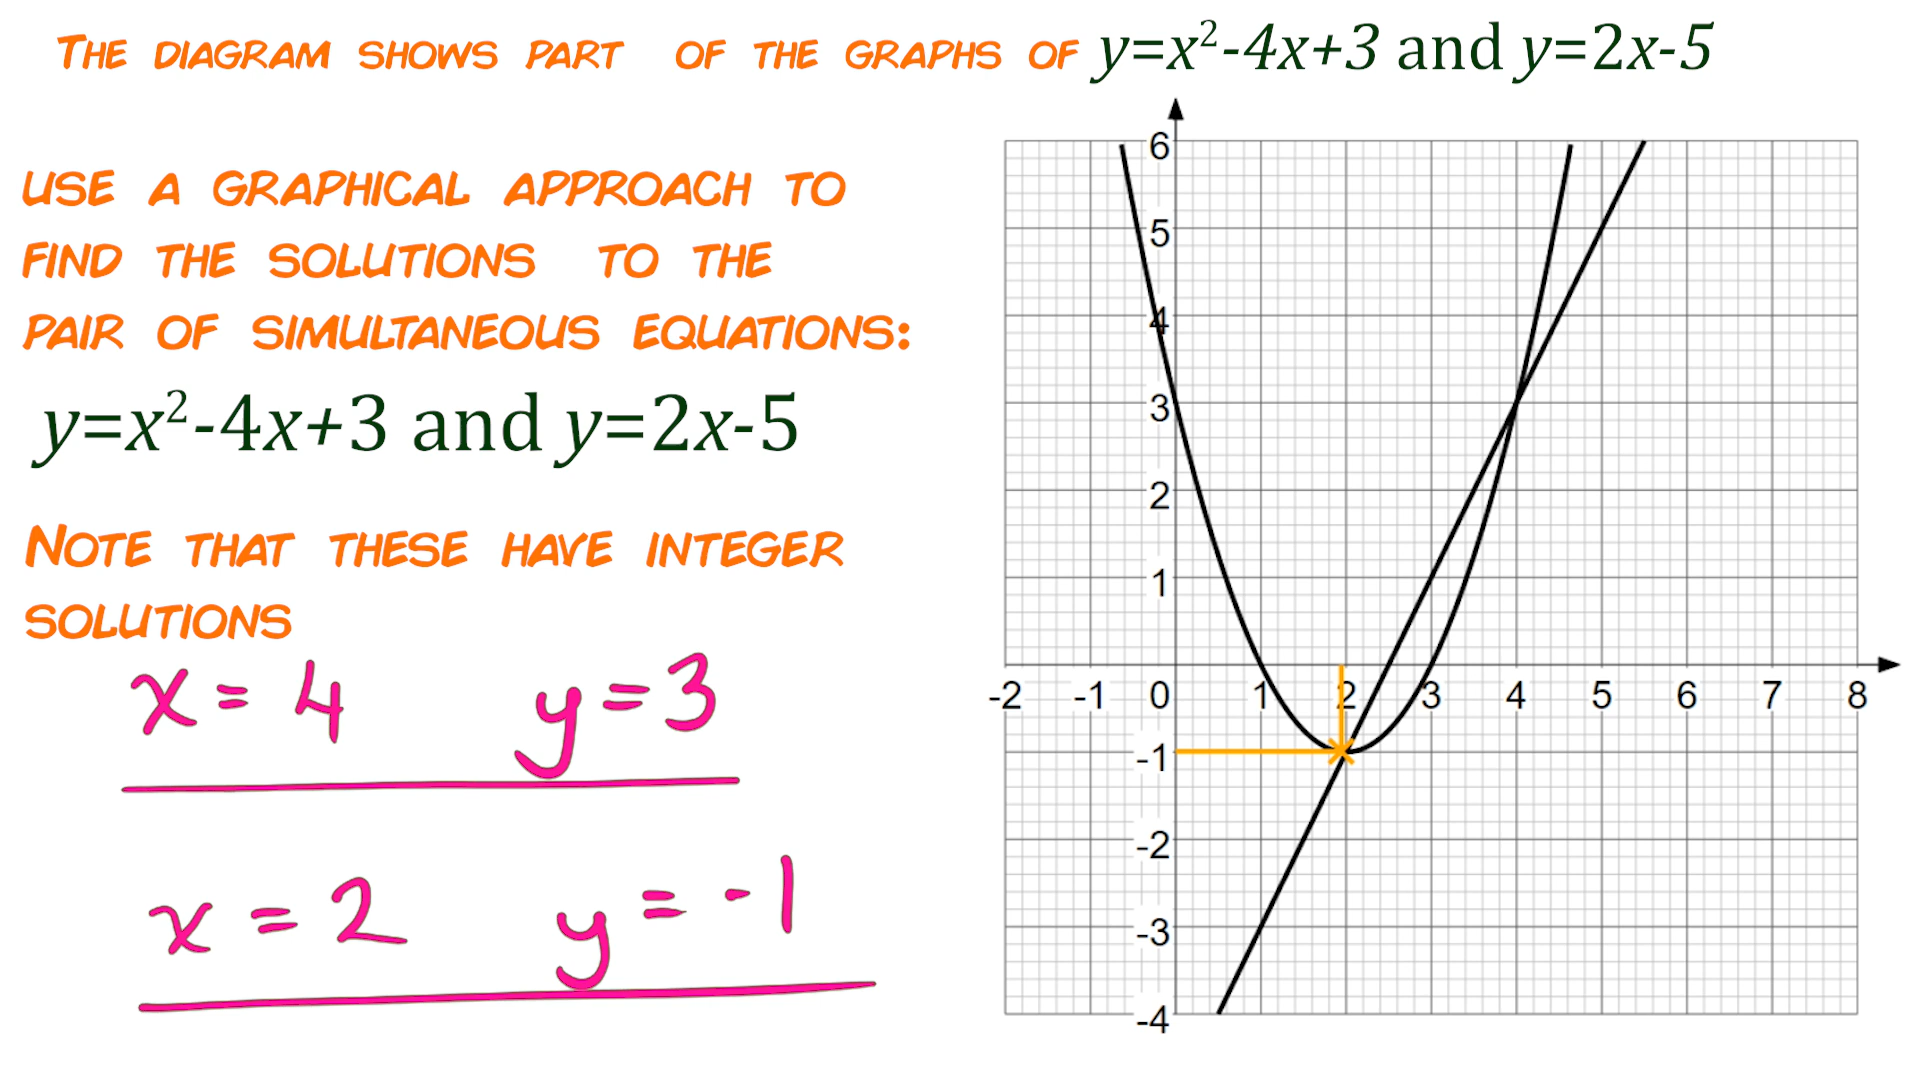 THE DIAGRAM SHOWS PART OF THE GRAPHS OF y=x²-4x+3 and y=2x-5
USE A GRAPHICAL APPROACH TO
FIND THE SOLUTIONS TO THE
PAIR OF SIMULTANEOUS EQUATIONS:
y=x²-4x+3 and y=2x-5
NOTE THAT THESE HAVE INTEGER
SOLUTIONS
x = 4 y = 3
x = 2 y = -1
6
5
4
3
2
1
-2 -1 0 1 2 3 4 5 6 7 8
-1
-2
-3
-4